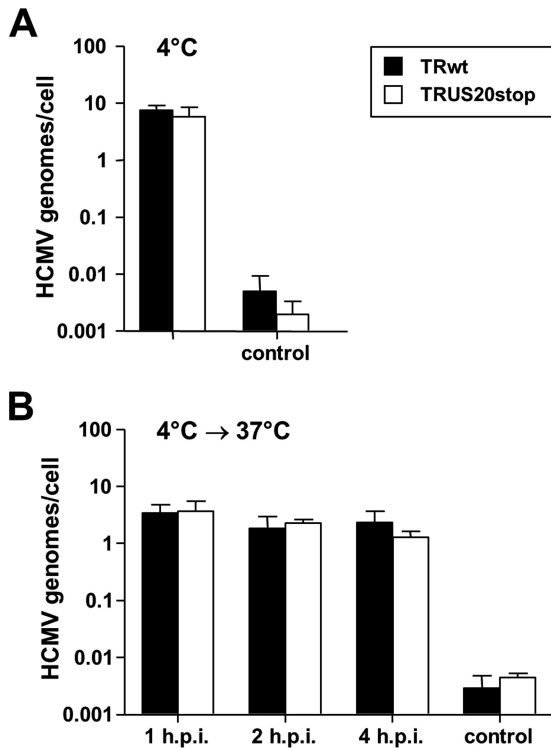 A
4°C
TRwt
TRUS20stop
HCMV genomes/cell
100
10
1
0.1
0.01
0.001
control
B
4°C → 37°C
HCMV genomes/cell
100
10
1
0.1
0.001
0.001
1 h.p.i.
2 h.p.i.
4 h.p.i.
control